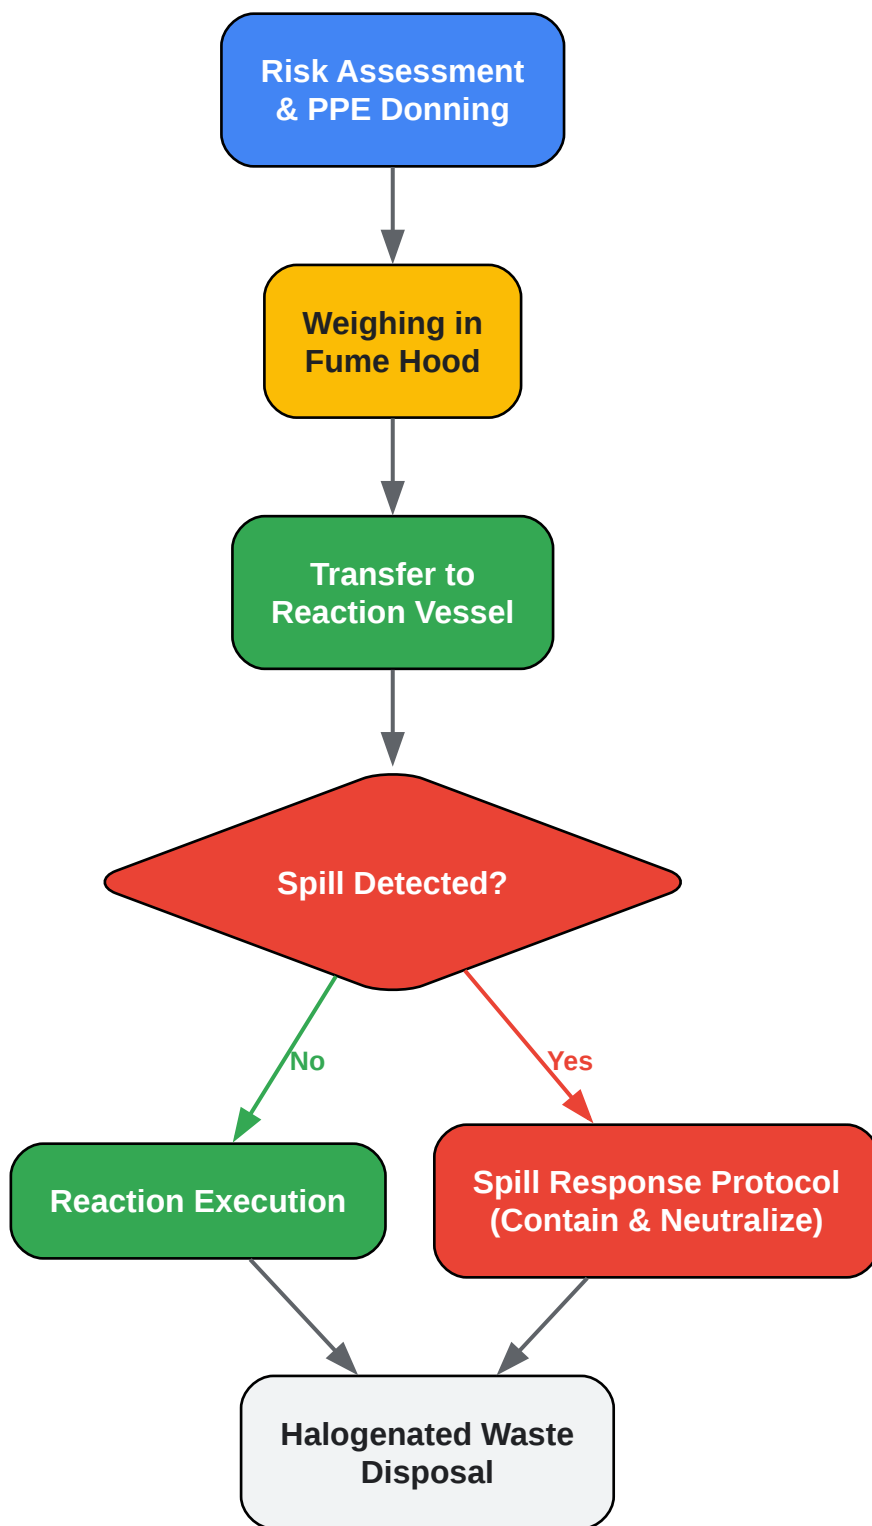 Risk Assessment
& PPE Donning
Weighing in
Fume Hood
Transfer to
Reaction Vessel
Spill Detected?
No
Yes
Reaction Execution
Spill Response Protocol
(Contain & Neutralize)
Halogenated Waste
Disposal